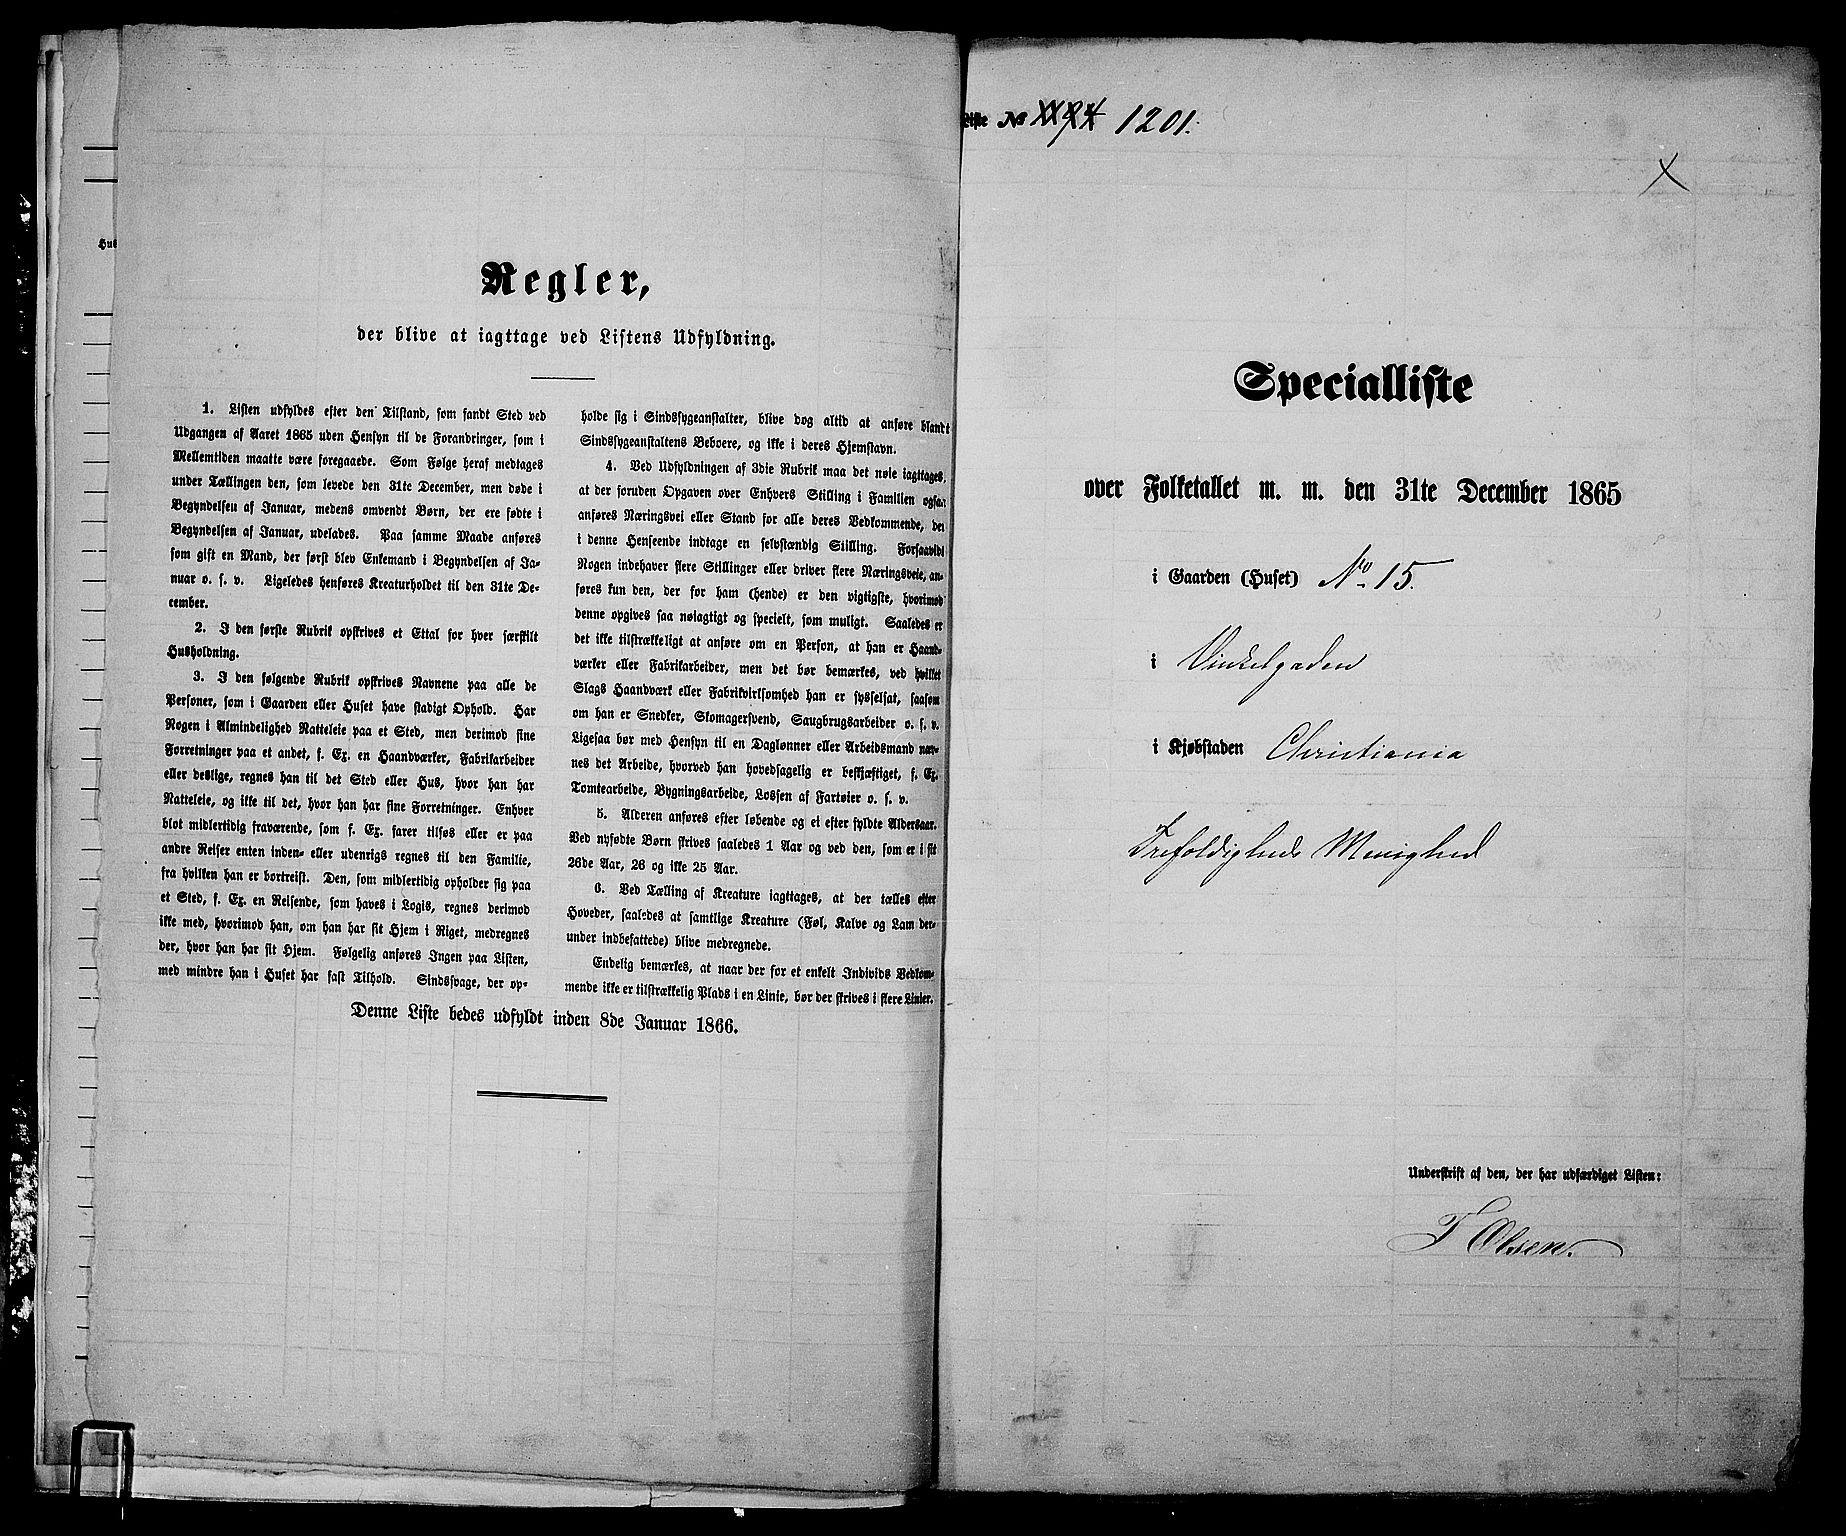 Hus
Regler,
der blive at iagttage ved Listens Udfyldning.
1. Listen udfyldes efter den Tilstand, som fandt Sted ved
Udgangen af Aaret 1865 uden Hensyn til de Forandringer, som i
Mellemtiden maatte være foregaaede. Som Følge heraf medtages
under Tællingen den, som levede den 31te December, men døde i
Begyndelsen af Januar, medens omvendt Børn, der ere fødte i
Begyndelsen af Januar, udelades. Paa samme Maade anføres
som gift en Mand, der først blev Enkemand i Begyndelsen af Ja-
nuar o. s. v. Ligeledes henføres Kreaturholdet til den 31te De-
cember.
2. I den første Rubrik opskrives et Ettal for hver særskilt
Husholdning.
3. I den følgende Rubrik opskrives Navnene paa alle de
Personer, som i Gaarden eller Huset have stadigt Ophold. Har
Nogen i Almindelighed Natteleie paa et Sted, men derimod sine
Forretninger paa et andet, f. Ex. en Haandværker, Fabrikarbeider
eller deslige, regnes han til det Sted eller Hus, hvor han har
Natteleie, og ikke til det, hvor han har sine Forretninger. Enhver
blot midlertidig fraværende, som f. Ex. farer tilsøs eller er paa
andre Reiser enten inden- eller udenrigs regnes til den Familie,
fra hvilken han er bortreist. Den, som midlertidig opholder sig paa
et Sted, f. Ex. en Reisende, som haves i Logis, regnes derimod
ikke med, hvorimod han, om han har sit Hjem i Riget, medregnes
der, hvor han har sit Hjem. Følgelig anføres Ingen paa Listen,
med mindre han i Huset har fast Tilhold. Sindssvage, der op-
holde sig i Sindssygeanstalter, blive dog altid at anføre blandt
Sindssygeanstaltens Beboere, og ikke i deres Hjemstavn.
4. Ved Udfyldningen af 3die Rubrik maa det nøie iagttages,
at der foruden Opgaven over Enhvers Stilling i Familien ogsaa
anføres Næringsvei eller Stand for alle deres Vedkommende, der
i denne Henseende indtage en selvstændig Stilling. Forsaavidt
Nogen indehaver flere Stillinger eller driver flere Næringsveie, an-
føres kun den, der for ham (hende) er den vigtigste, hvorimod
denne opgives saa nøiagtigt og specielt, som muligt. Saaledes er
det ikke tilstrækkeligt at anføre om en Person, at han er Haand-
værker eller Fabrikarbeider, men det bør bemærkes, ved hvilket
Slags Haandværk eller Fabrikvirksomhed han er sysselsat, saasom
om han er Snedker, Skomagersvend, Saugbrugsarbeider o. s. v.
Ligesaa bør med Hensyn til en Daglønner eller Arbeidsmand næv-
nes det Arbeide, hvorved han hovedsagelig er beskjæftiget, f. Ex.
Tomtearbeide, Bygningsarbeide, Lossen af Fartøier o. s. v.
5. Alderen anføres efter løbende og ei efter fyldte Aldersaar.
Ved nyfødte Børn skrives saaledes 1 Aar og ved den, som er i sit
26de Aar, 26 og ikke 25 Aar.
6. Ved Tælling af Kreature iagttages, at der tælles efter
Hoveder, saaledes at samtlige Kreature (Føl, Kalve og Lam der-
under indbefattede) blive medregnede.
Endelig bemærkes, at naar der for et enkelt Individs Vedkom-
mende ikke er tilstrækkelig Plads i en Linie, bør der skrives i flere Linier.
Denne Liste bedes udfyldt inden 8de Januar 1866.
Liste No 1201.
X
Specialliste
over Folketallet m. m. den 31te December 1865
i Gaarden (Huset) No 15.
i Vinkelgaden
i Kjøbstaden Christiania
Trefoldigheds Menighed
Underskrift af den, der har udfærdiget Listen:
T Olsen.